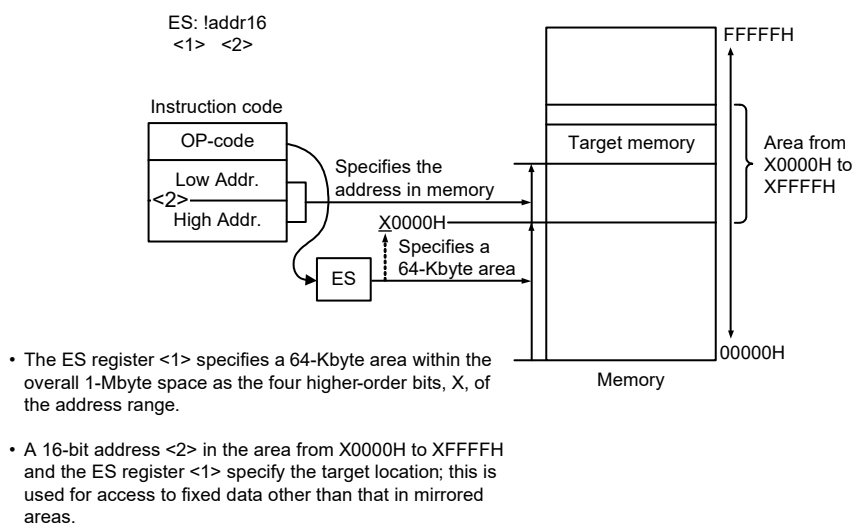 ES: !addr16
<1> <2>
FFFFFH
Instruction code
OP-code
Target memory
Area from
X0000H to
XFFFFH
Low Addr.
<2>
High Addr.
Specifies the
address in memory
X0000H
Specifies a
64-Kbyte area
ES
00000H
Memory
• The ES register <1> specifies a 64-Kbyte area within the
overall 1-Mbyte space as the four higher-order bits, X, of
the address range.
• A 16-bit address <2> in the area from X0000H to XFFFFH
and the ES register <1> specify the target location; this is
used for access to fixed data other than that in mirrored
areas.